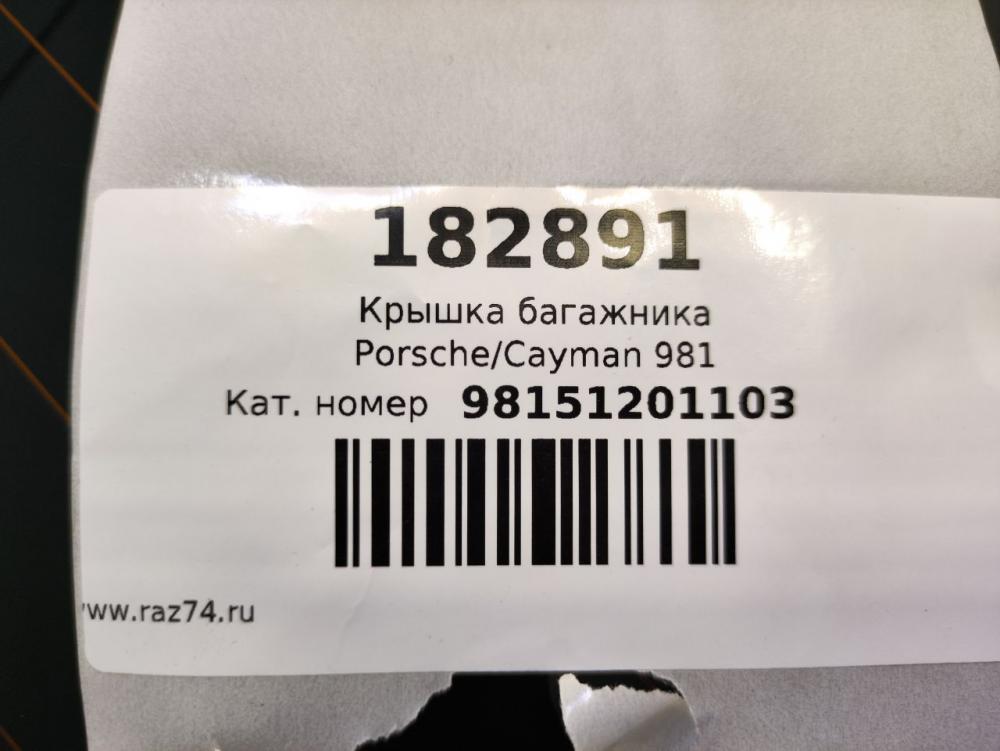 182891
Крышка багажника
Porsche/Cayman 981
Кат. номер 98151201103
www.raz74.ru